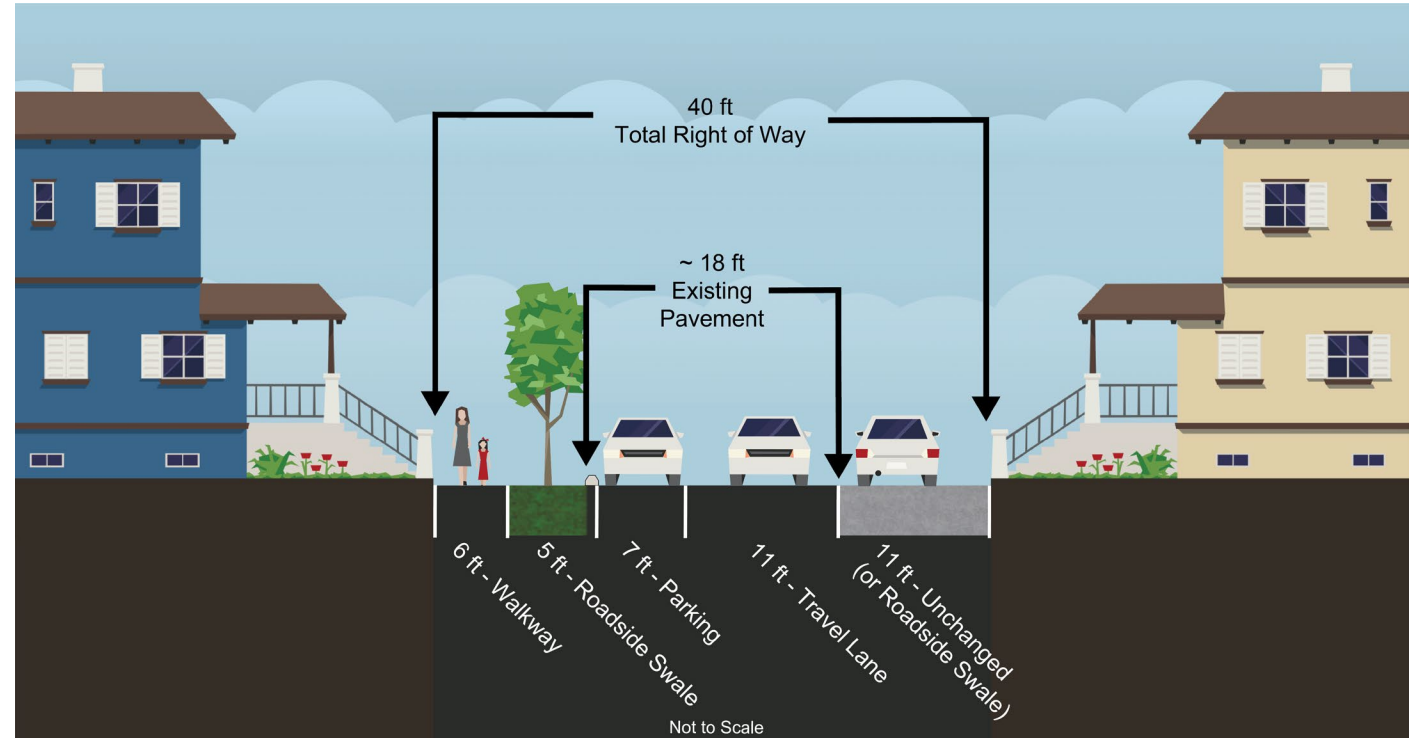 40 ft
Total Right of Way
~ 18 ft
Existing
Pavement
6 ft - Walkway
5 ft - Roadside Swale
7 ft - Parking
11 ft - Travel Lane
11 ft - Unchanged
(or Roadside Swale)
Not to Scale